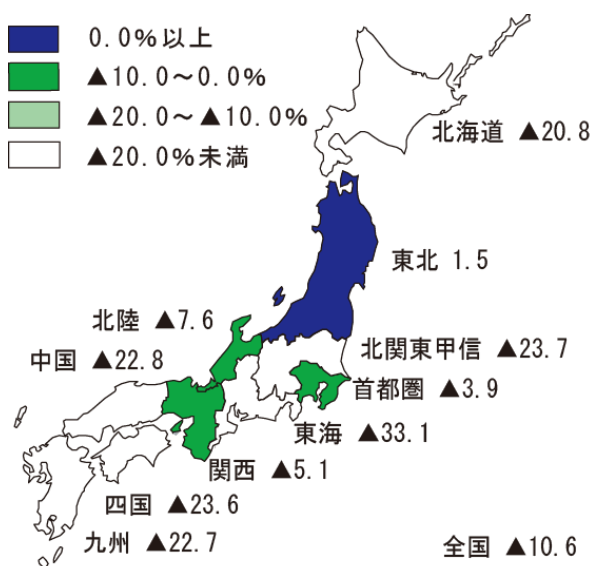 0.0%以上
▲10.0～0.0%
▲20.0～▲10.0%
▲20.0%未満
北海道 ▲20.8
東北 1.5
北陸 ▲7.6
中国 ▲22.8
北関東甲信 ▲23.7
首都圏 ▲3.9
東海 ▲33.1
関西 ▲5.1
四国 ▲23.6
九州 ▲22.7
全国 ▲10.6